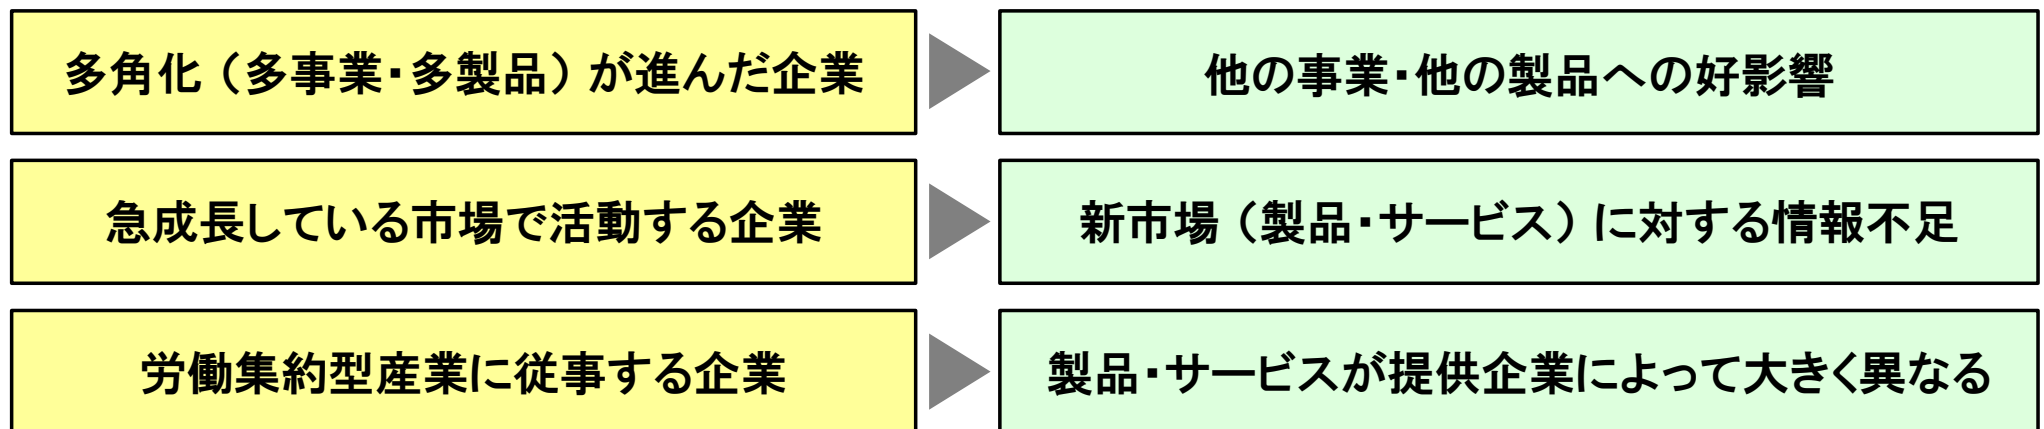 多角化（多事業・多製品）が進んだ企業
他の事業・他の製品への好影響
急成長している市場で活動する企業
新市場（製品・サービス）に対する情報不足
労働集約型産業に従事する企業
製品・サービスが提供企業によって大きく異なる